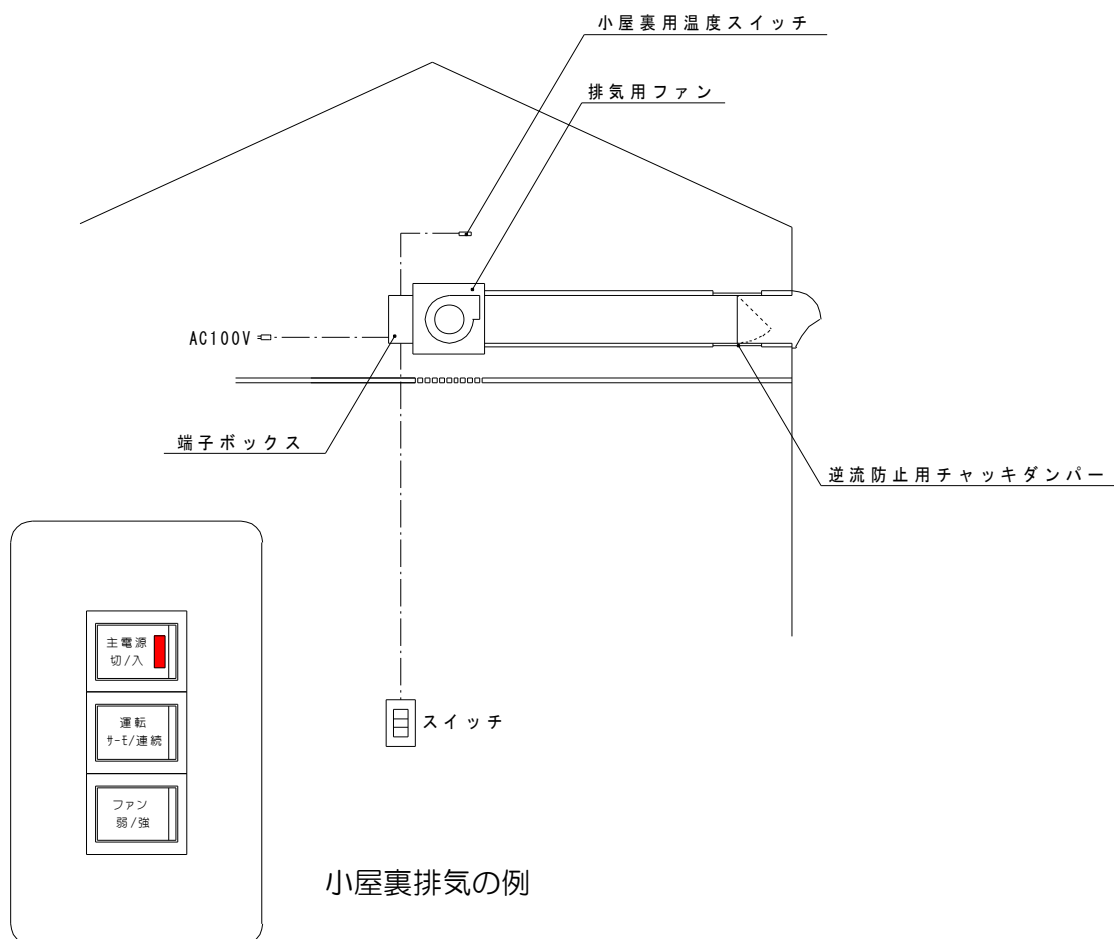 小屋裏用温度スイッチ
排気用ファン
AC100V
端子ボックス
逆流防止用チャッキダンパー
主電源
切/入
運転
サーモ/連続
ファン
弱/強
スイッチ
小屋裏排気の例